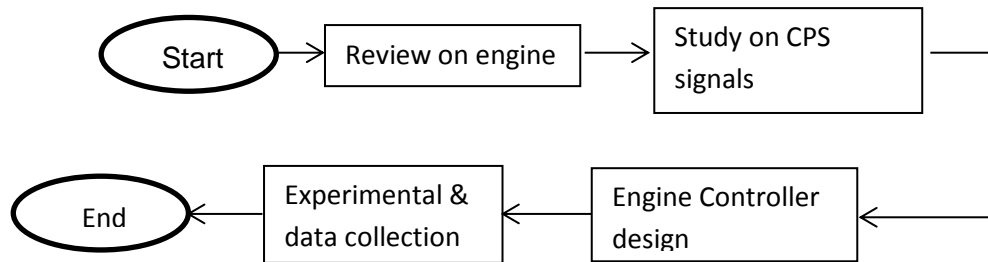 Start
Review on engine
Study on CPS
signals
Engine Controller
design
Experimental &
data collection
End